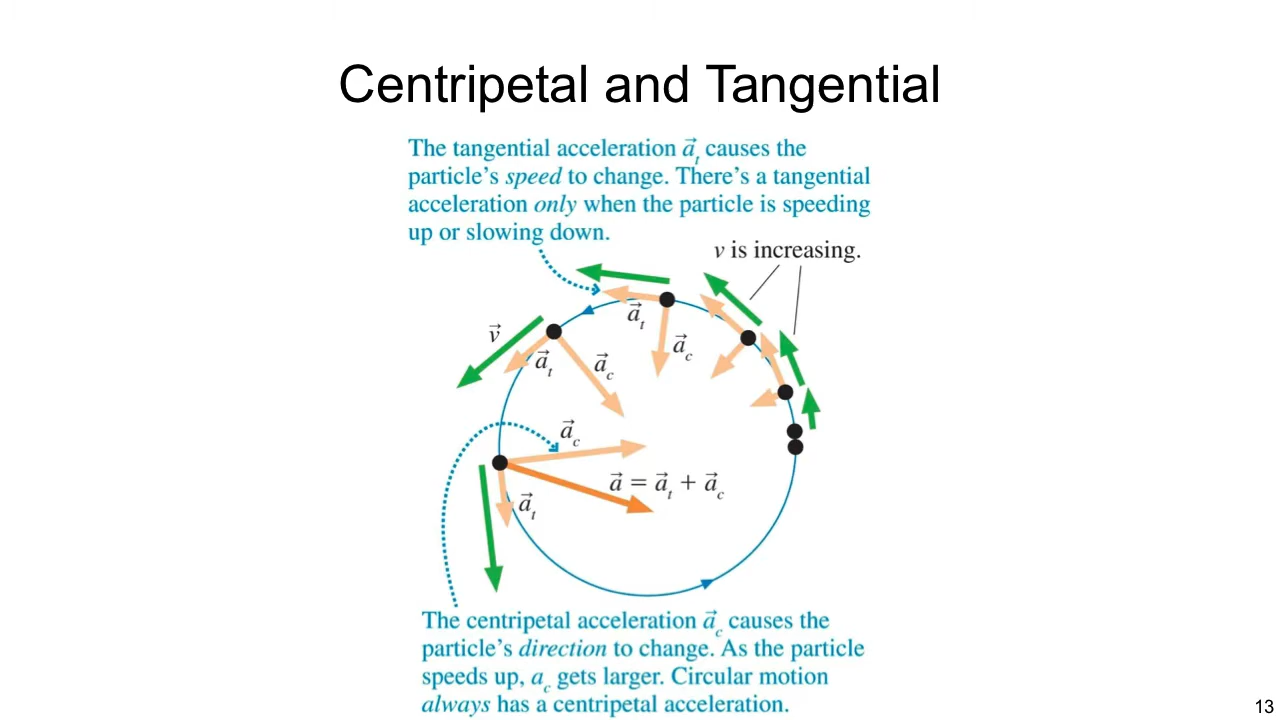 Centripetal and Tangential
The tangential acceleration a⃗t causes the
particle's speed to change. There's a tangential
acceleration only when the particle is speeding
up or slowing down.
v is increasing.
v⃗
a⃗t
a⃗c
a⃗t
a⃗c
a⃗c
a⃗ = a⃗t + a⃗c
a⃗t
The centripetal acceleration a⃗c causes the
particle's direction to change. As the particle
speeds up, ac gets larger. Circular motion
always has a centripetal acceleration.
13